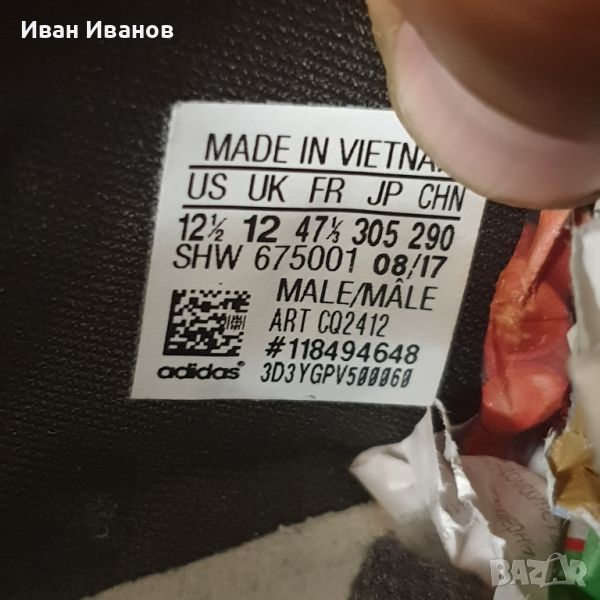 Иван Иванов
MADE IN VIETNA
US UK FR JP CHN
12½ 12 47⅓ 305 290
SHW 675001 08/17
MALE/MÂLE
ART CQ2412
#118494648
adidas® 3D3YGPV500060
BAZAR